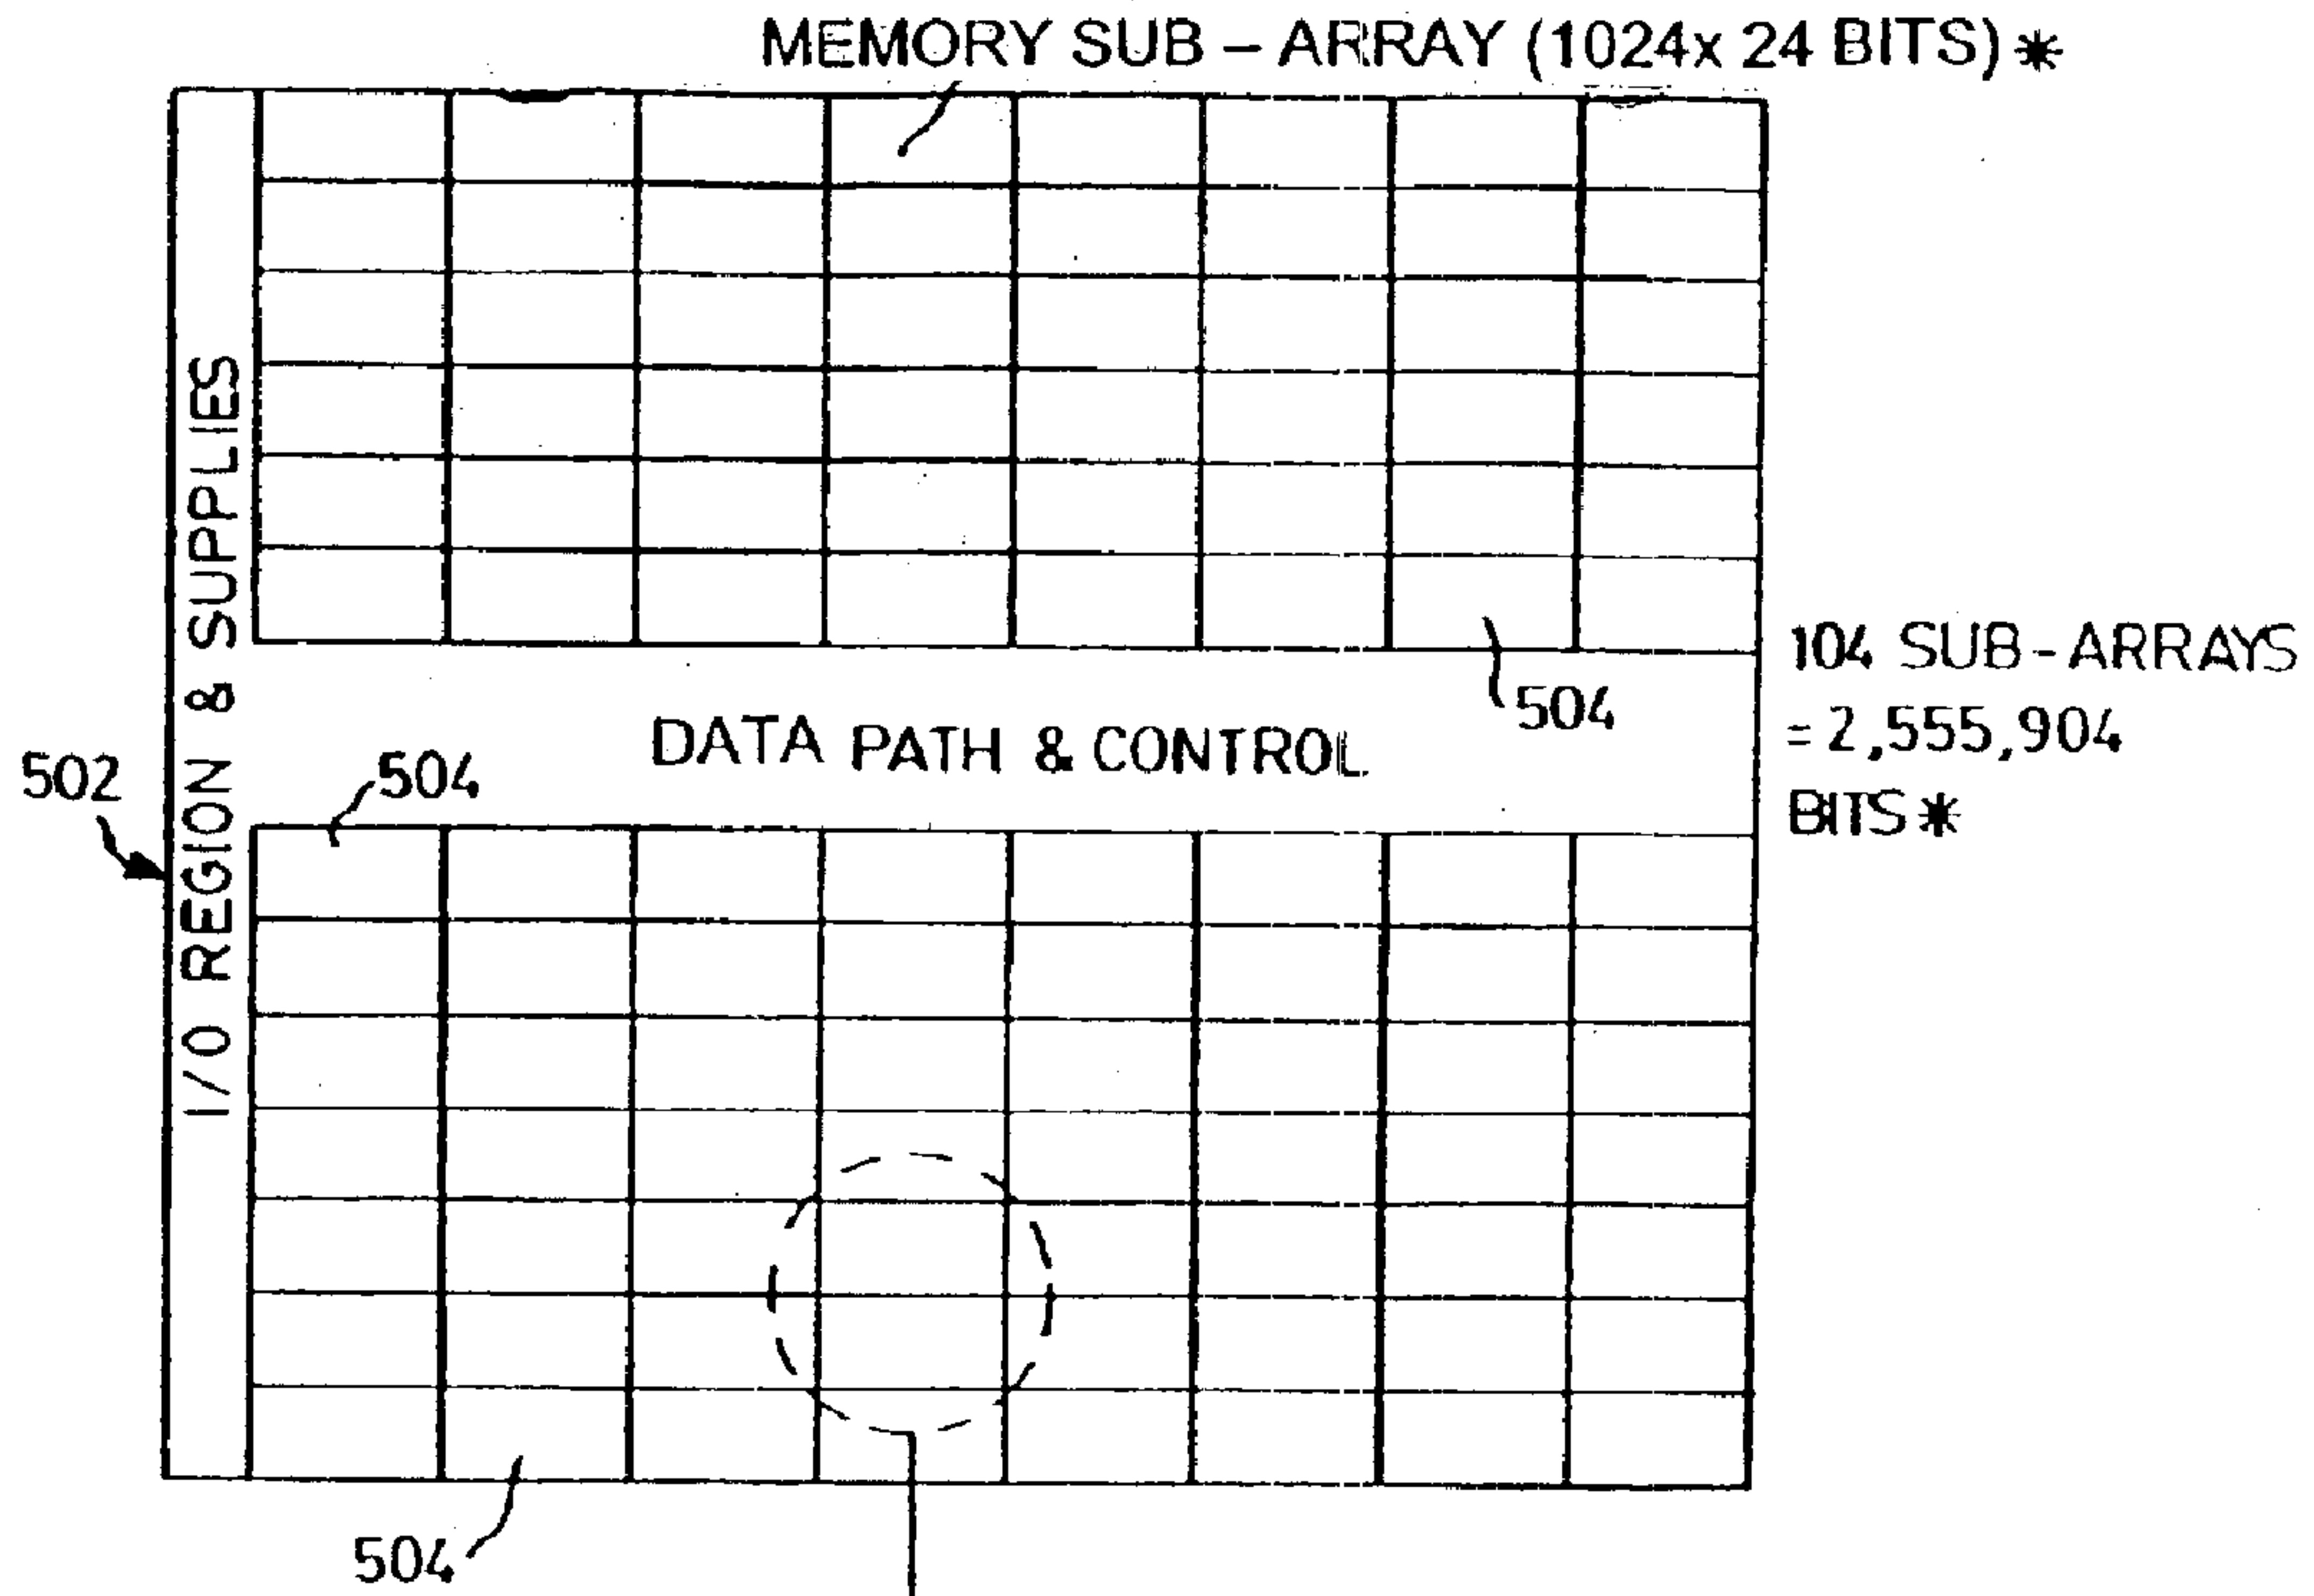 MEMORY SUB – ARRAY (1024x 24 BITS) *
I/O REGION & SUPPLIES
504
DATA PATH & CONTROL
104 SUB-ARRAYS
= 2,555,904
BITS *
502
504
504